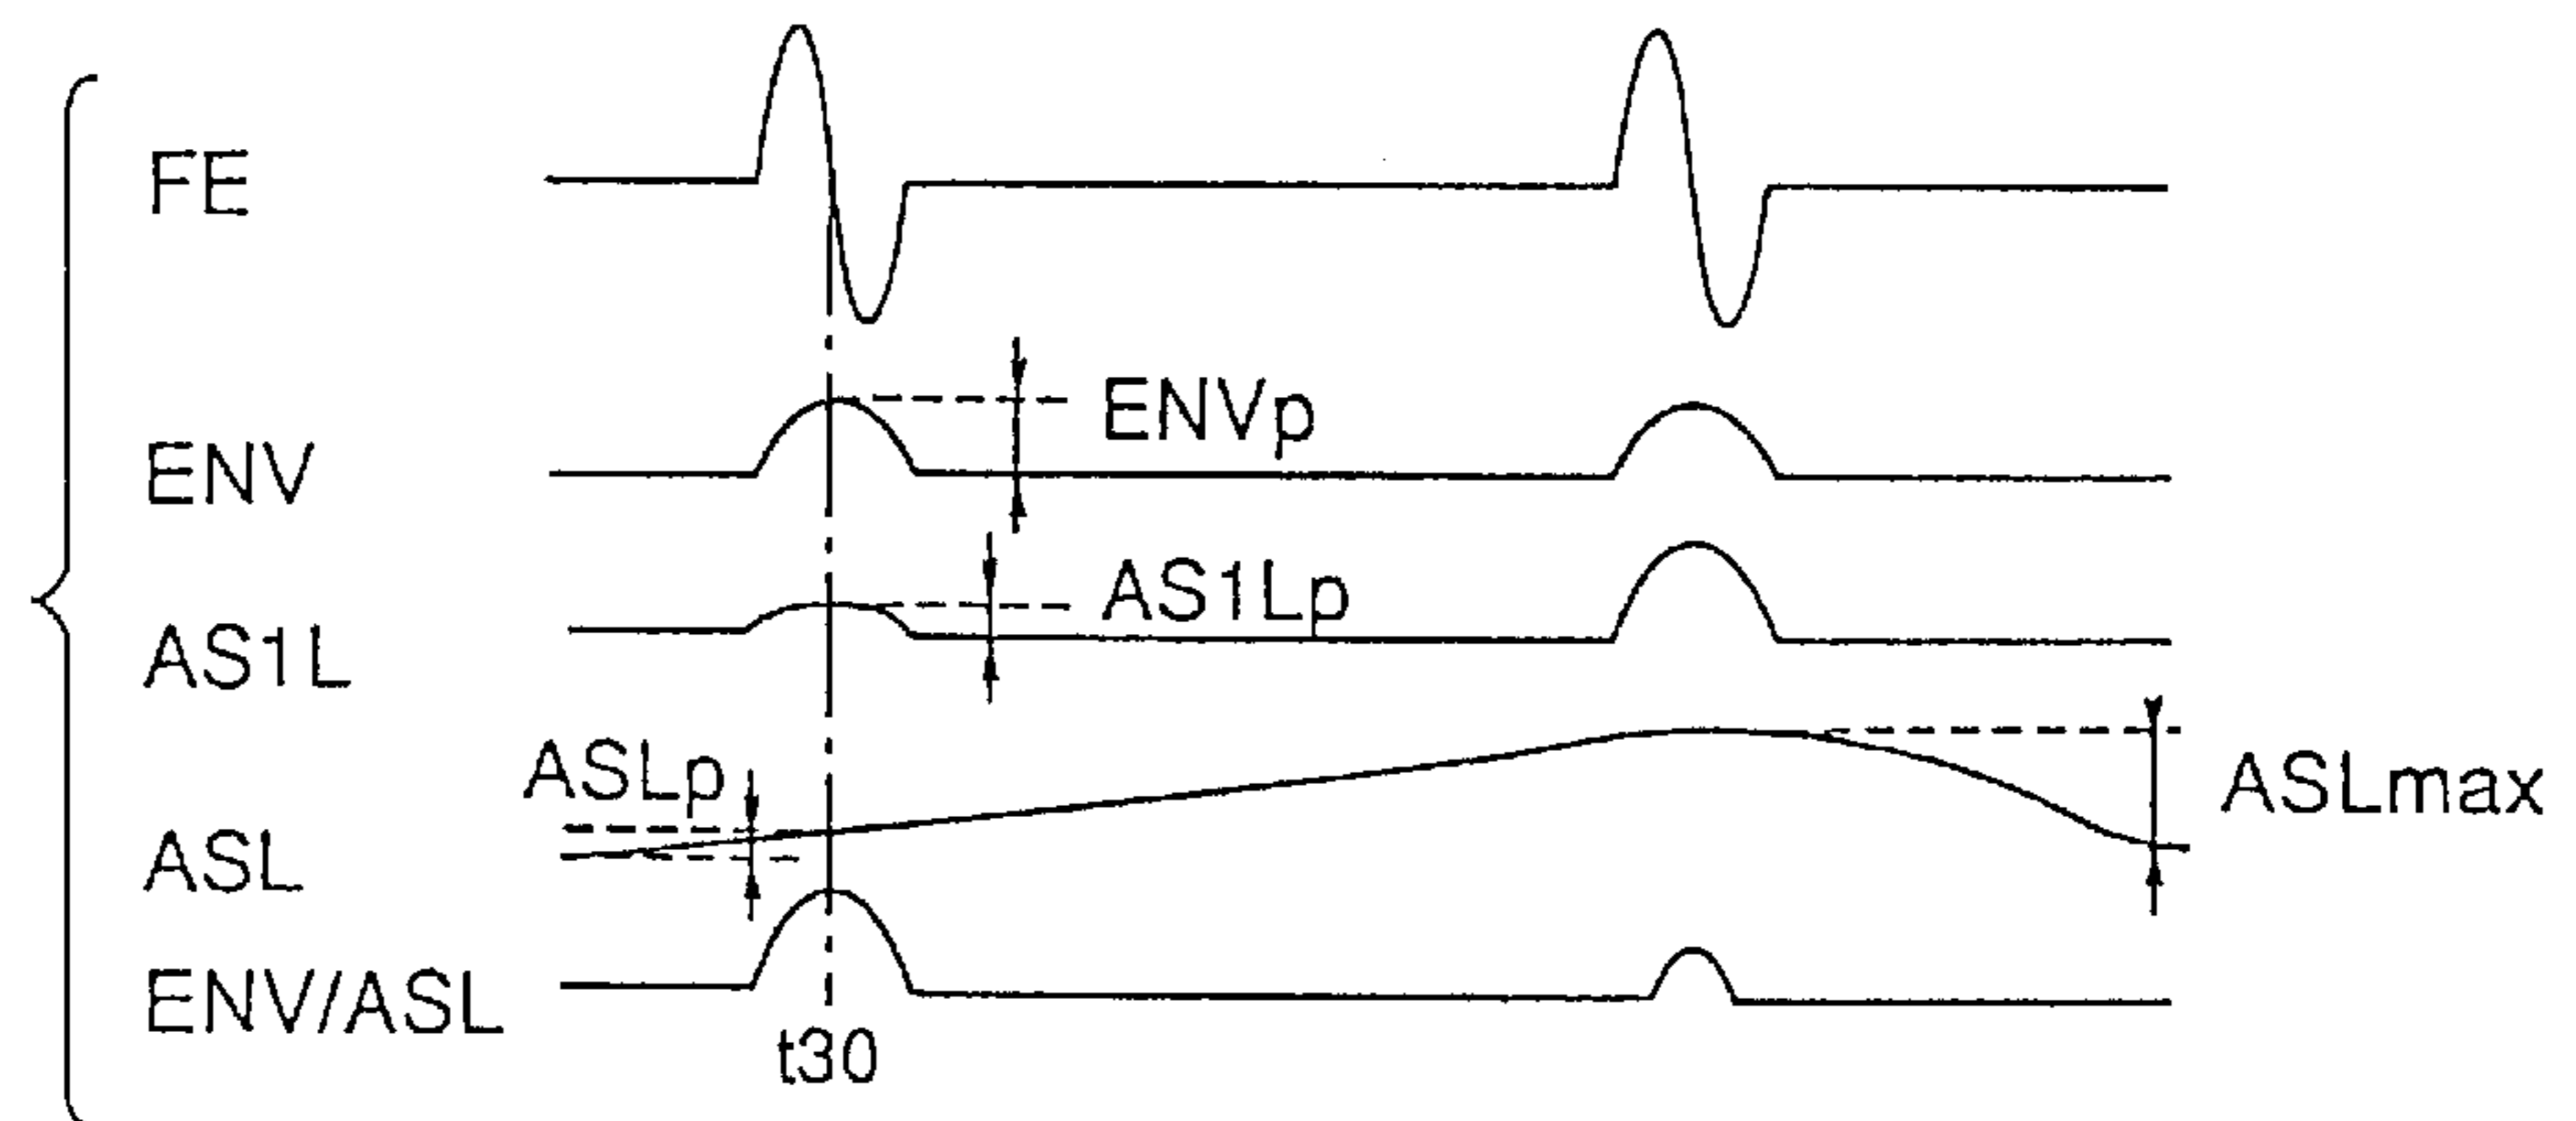 FE
ENVp
ENV
AS1Lp
AS1L
ASLp
ASLmax
ASL
ENV/ASL
t30